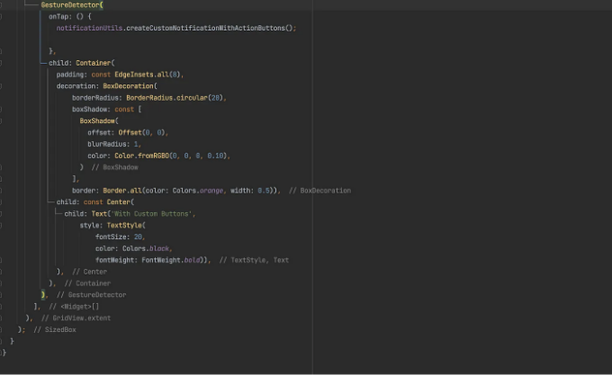 GestureDetector(
onTap: () {
notificationUtils.createCustomNotificationWithActionButtons();
},
child: Container(
padding: const EdgeInsets.all(8),
decoration: BoxDecoration(
borderRadius: BorderRadius.circular(20),
boxShadow: const [
BoxShadow(
offset: Offset(0, 0),
blurRadius: 1,
color: Color.fromRGBO(0, 0, 0, 0.10),
) // BoxShadow
],
border: Border.all(color: Colors.orange, width: 0.5)), // BoxDecoration
child: const Center(
child: Text('With Custom Buttons',
style: TextStyle(
fontSize: 20,
color: Colors.black,
fontWeight: FontWeight.bold)), // TextStyle, Text
), // Center
), // Container
), // GestureDetector
], // <Widget>[]
), // GridView.extent
); // SizedBox
}
}